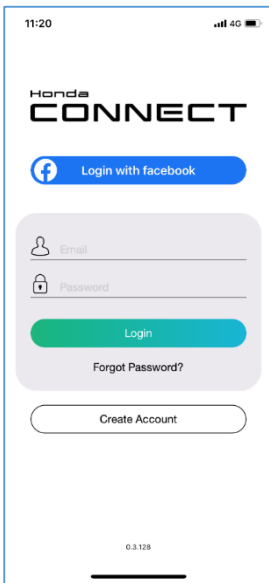 11:20 4G
Honda
CONNECT
Login with facebook
Email
Password
Login
Forgot Password?
Create Account
0.3.128